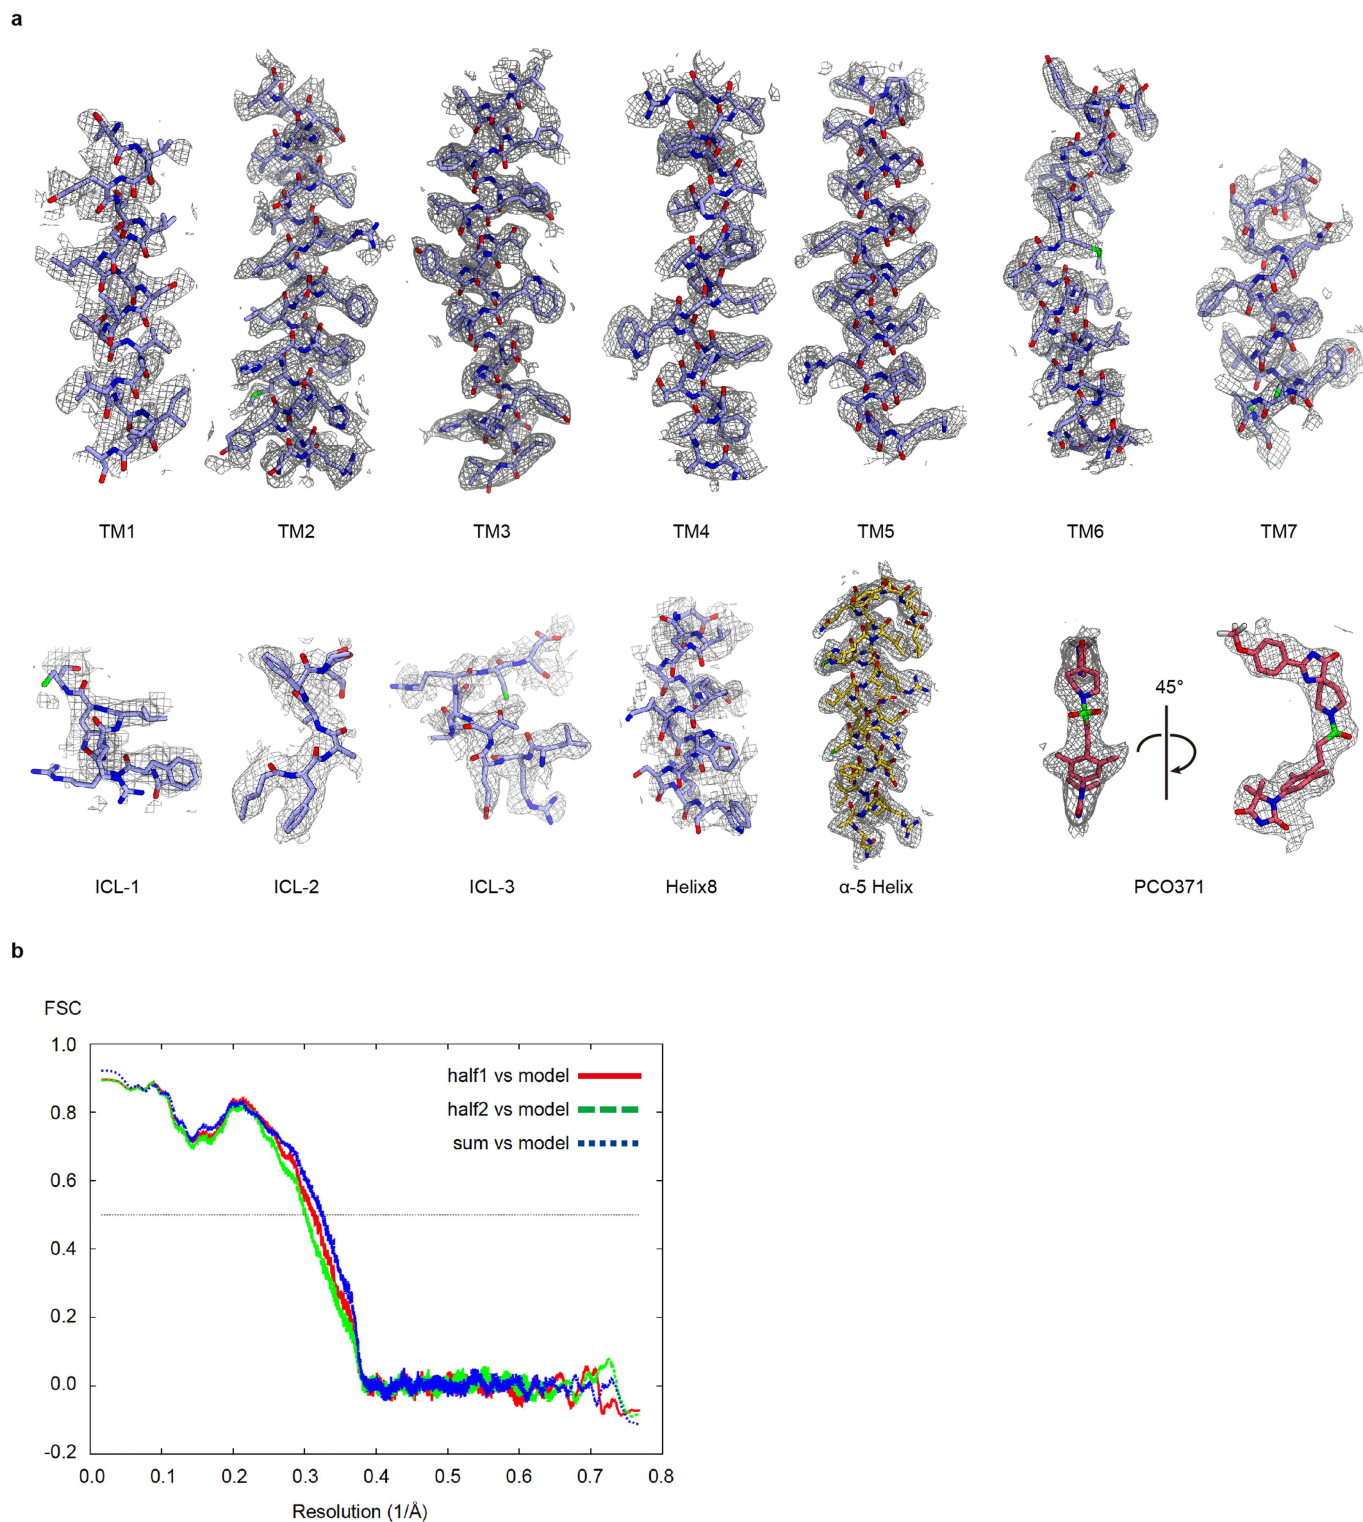 a
TM1 TM2 TM3 TM4 TM5 TM6 TM7
45°
ICL-1 ICL-2 ICL-3 Helix8 α-5 Helix PCO371
b
FSC
1.0
0.8
0.6
0.4
0.2
0.0
-0.2
half1 vs model
half2 vs model
sum vs model
0.0 0.1 0.2 0.3 0.4 0.5 0.6 0.7 0.8
Resolution (1/Å)